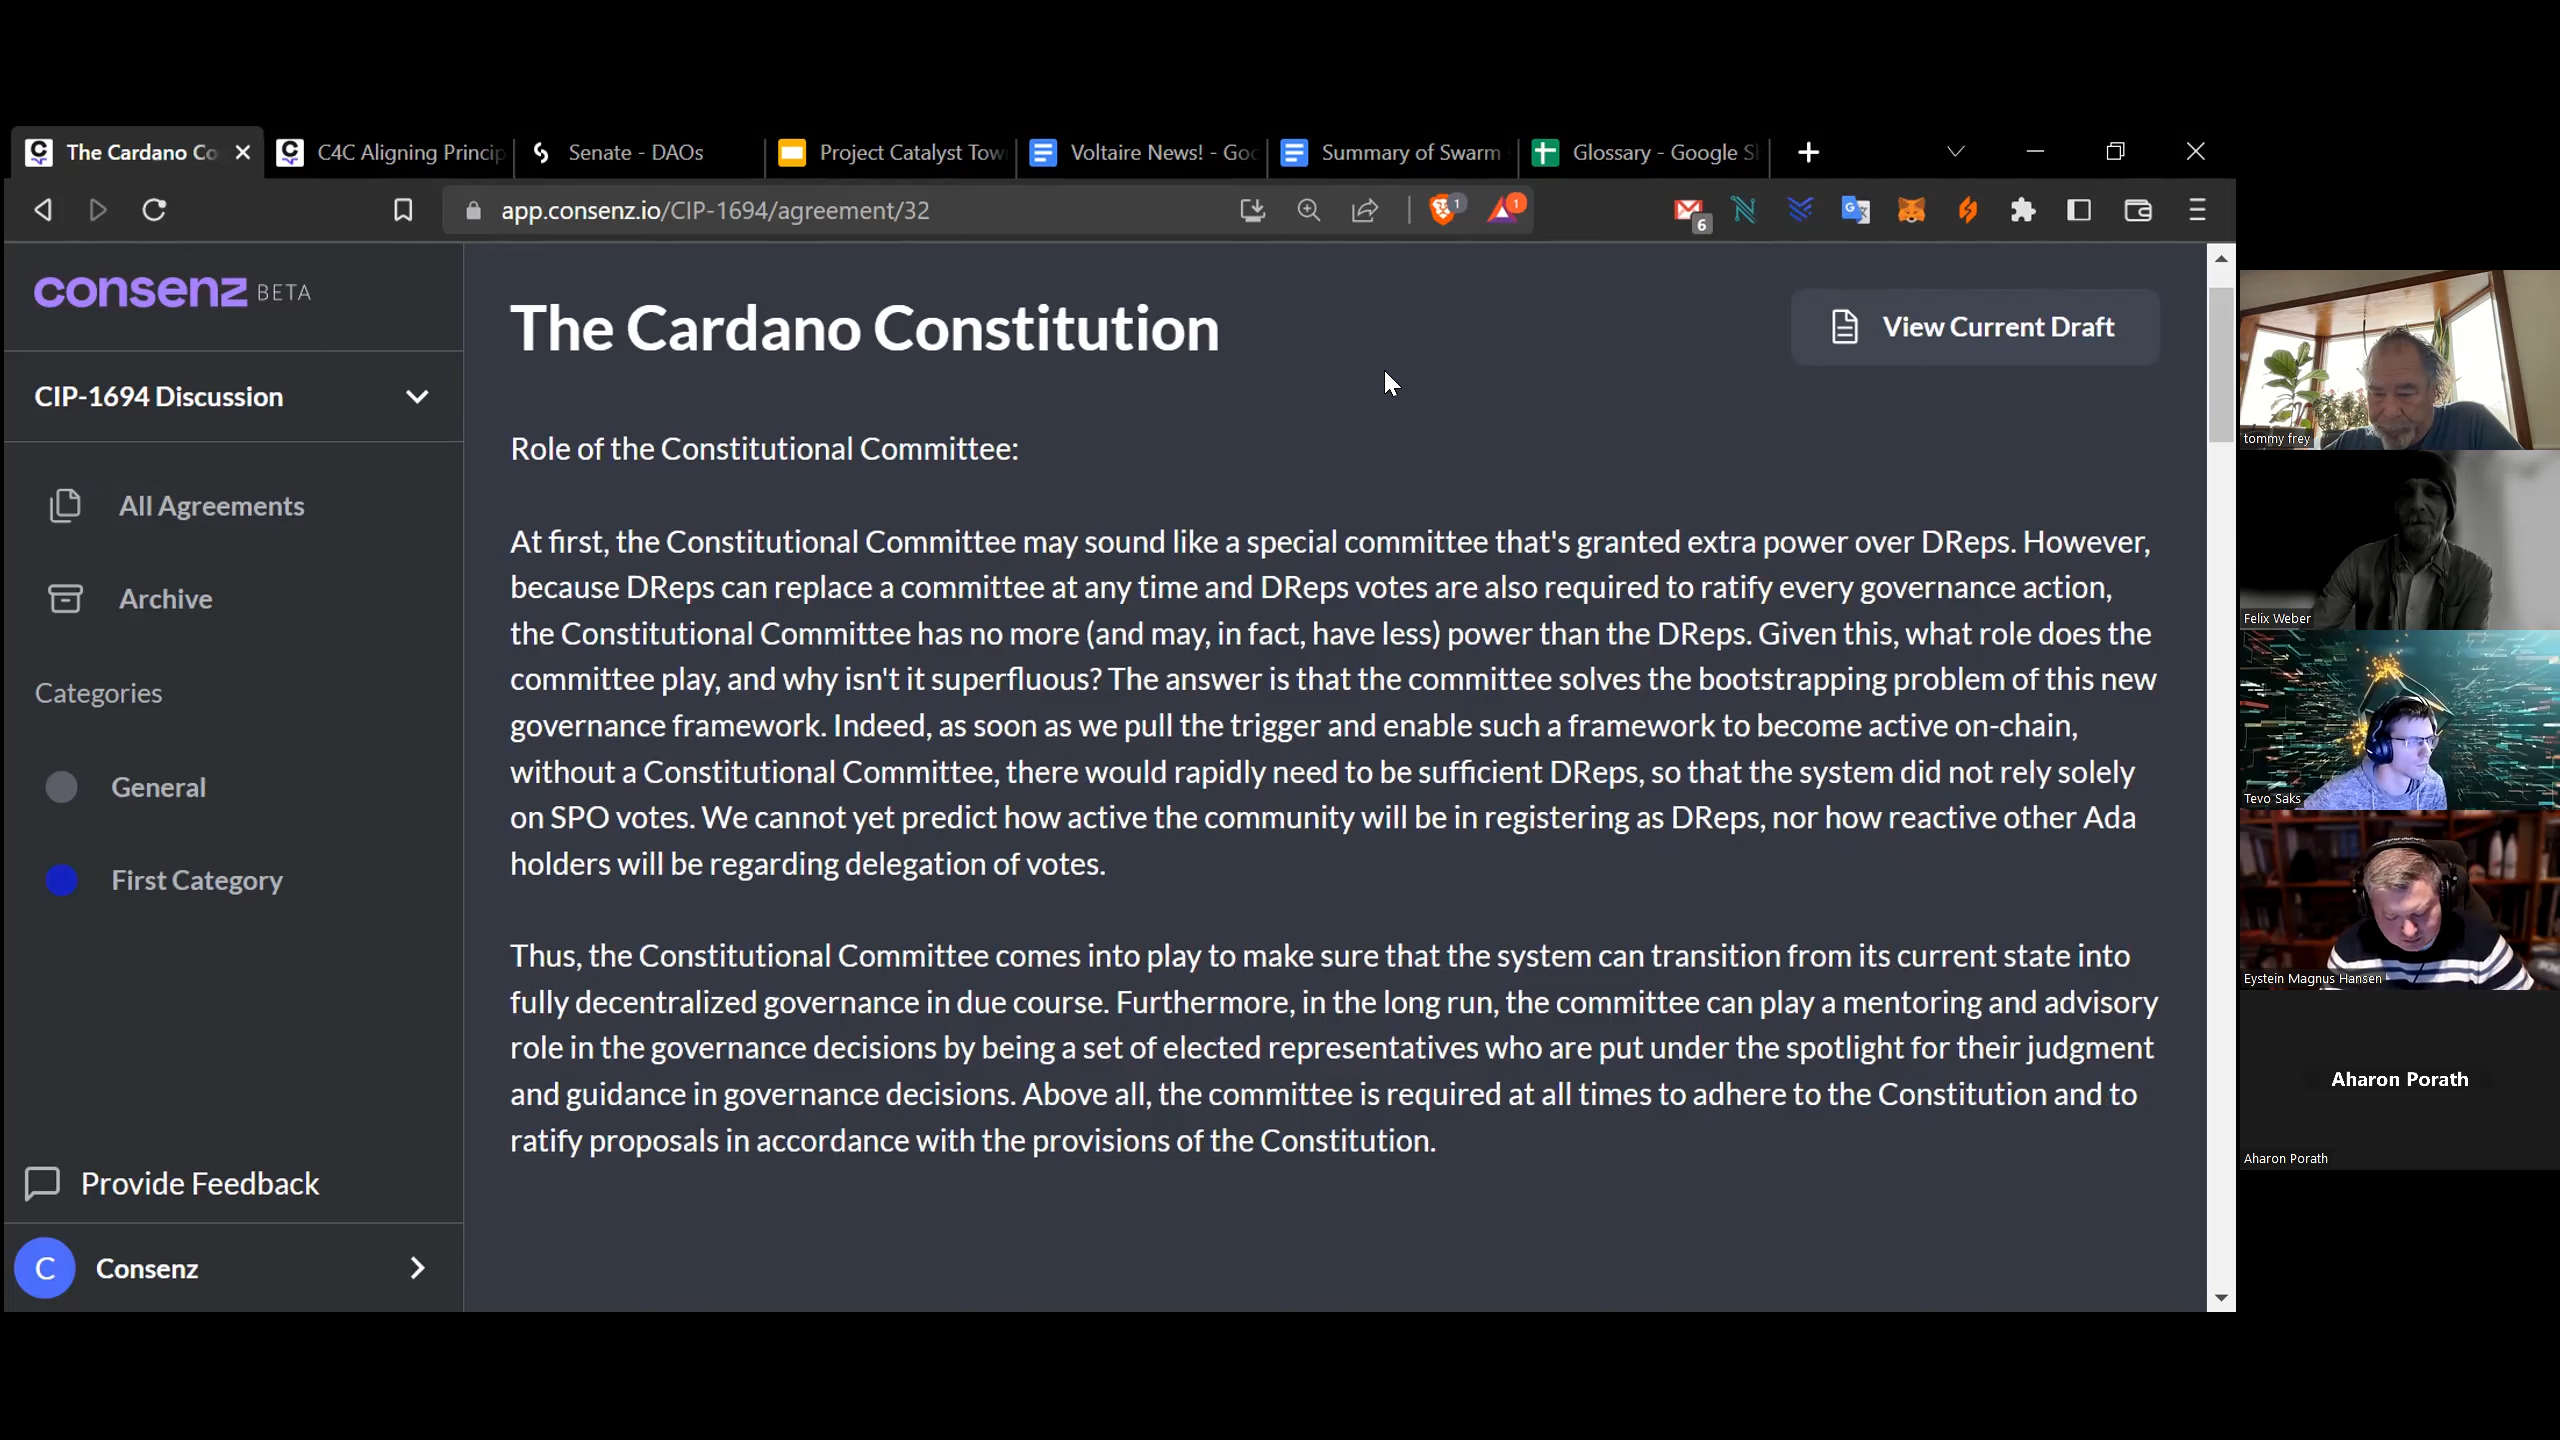 The Cardano Co
C4C Aligning Princip
Senate - DAOs
Project Catalyst Tow
Voltaire News! - Goo
Summary of Swarm
Glossary - Google Sh
app.consenz.io/CIP-1694/agreement/32
1
1
6
consenz BETA
CIP-1694 Discussion
All Agreements
Archive
Categories
General
First Category
Provide Feedback
C
Consenz
The Cardano Constitution
View Current Draft
Role of the Constitutional Committee:
At first, the Constitutional Committee may sound like a special committee that's granted extra power over DReps. However,
because DReps can replace a committee at any time and DReps votes are also required to ratify every governance action,
the Constitutional Committee has no more (and may, in fact, have less) power than the DReps. Given this, what role does the
committee play, and why isn't it superfluous? The answer is that the committee solves the bootstrapping problem of this new
governance framework. Indeed, as soon as we pull the trigger and enable such a framework to become active on-chain,
without a Constitutional Committee, there would rapidly need to be sufficient DReps, so that the system did not rely solely
on SPO votes. We cannot yet predict how active the community will be in registering as DReps, nor how reactive other Ada
holders will be regarding delegation of votes.
Thus, the Constitutional Committee comes into play to make sure that the system can transition from its current state into
fully decentralized governance in due course. Furthermore, in the long run, the committee can play a mentoring and advisory
role in the governance decisions by being a set of elected representatives who are put under the spotlight for their judgment
and guidance in governance decisions. Above all, the committee is required at all times to adhere to the Constitution and to
ratify proposals in accordance with the provisions of the Constitution.
tommy frey
Felix Weber
Tevo Saks
Eystein Magnus Hansen
Aharon Porath
Aharon Porath